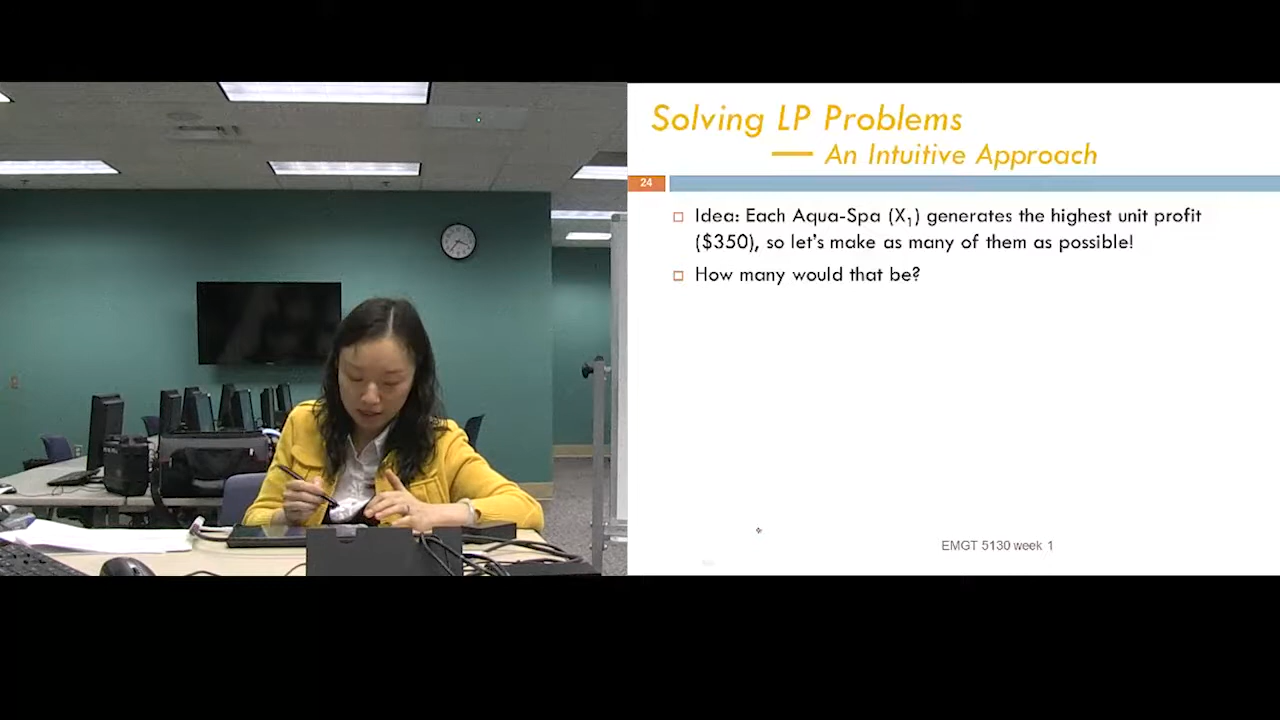 Solving LP Problems
— An Intuitive Approach
24
Idea: Each Aqua-Spa (X₁) generates the highest unit profit
($350), so let's make as many of them as possible!
How many would that be?
EMGT 5130 week 1